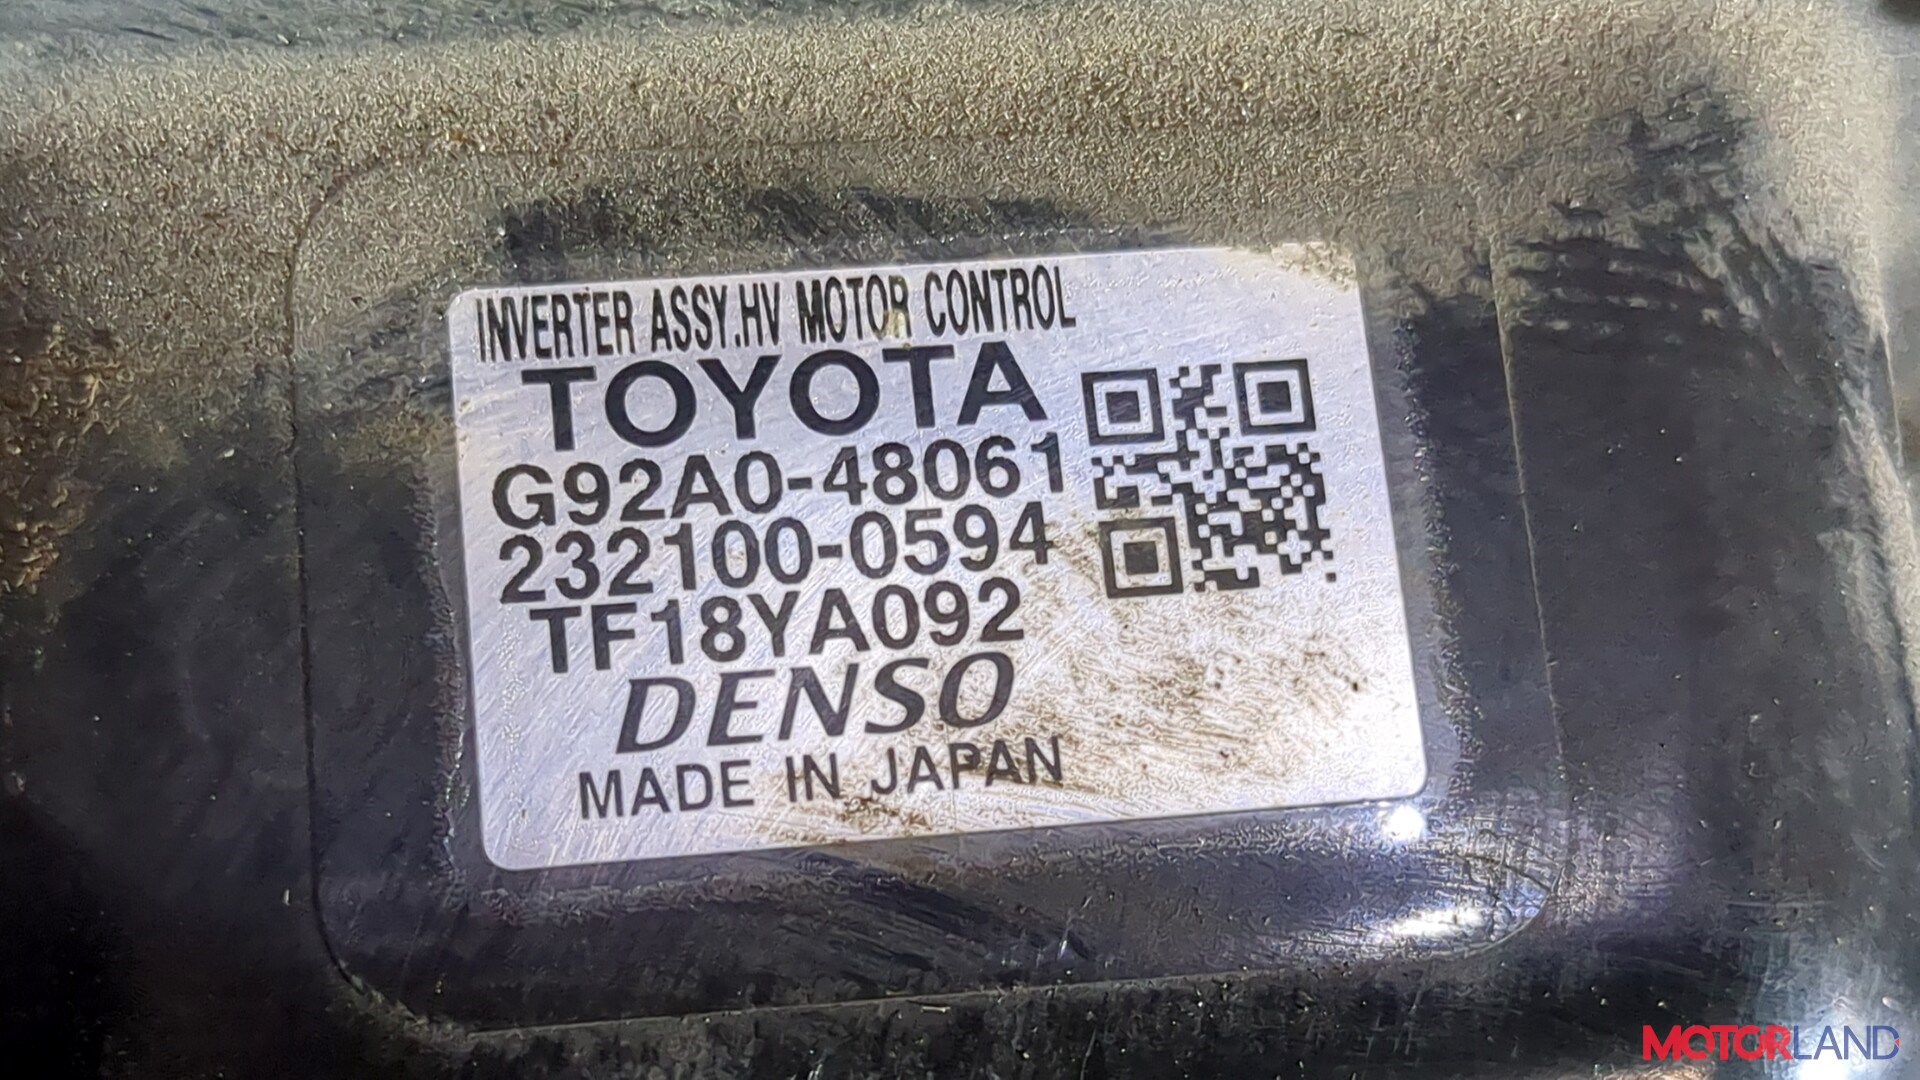 INVERTER ASSY.HV MOTOR CONTROL
TOYOTA
G92A0-48061
232100-0594
TF18YA092
DENSO
MADE IN JAPAN
MOTORLAND